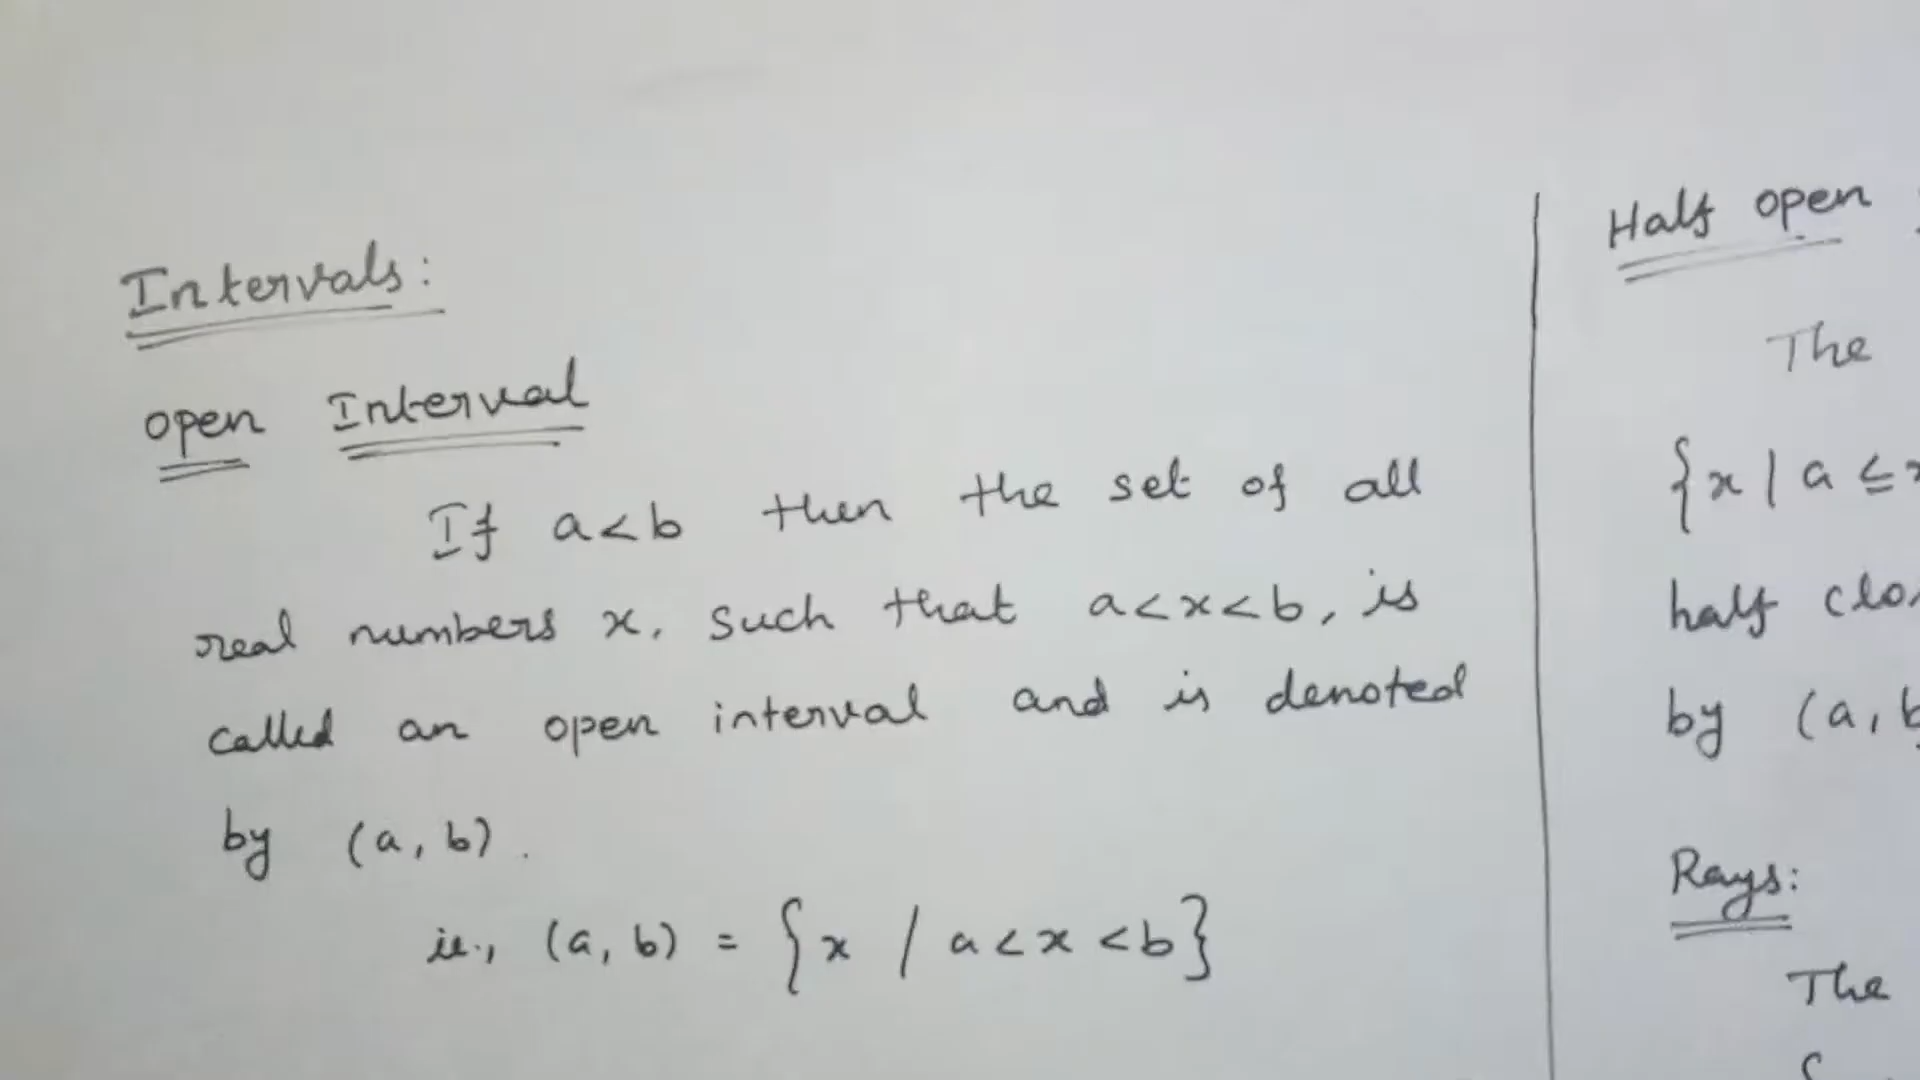 Intervals:
open Interval
If a<b then the set of all
real numbers x, such that a<x<b, is
called an open interval and is denoted
by (a, b).
ie., (a, b) = {x / a<x<b}
Half open
The
{x | a ≤ x
half
by (a, b
Rays:
The